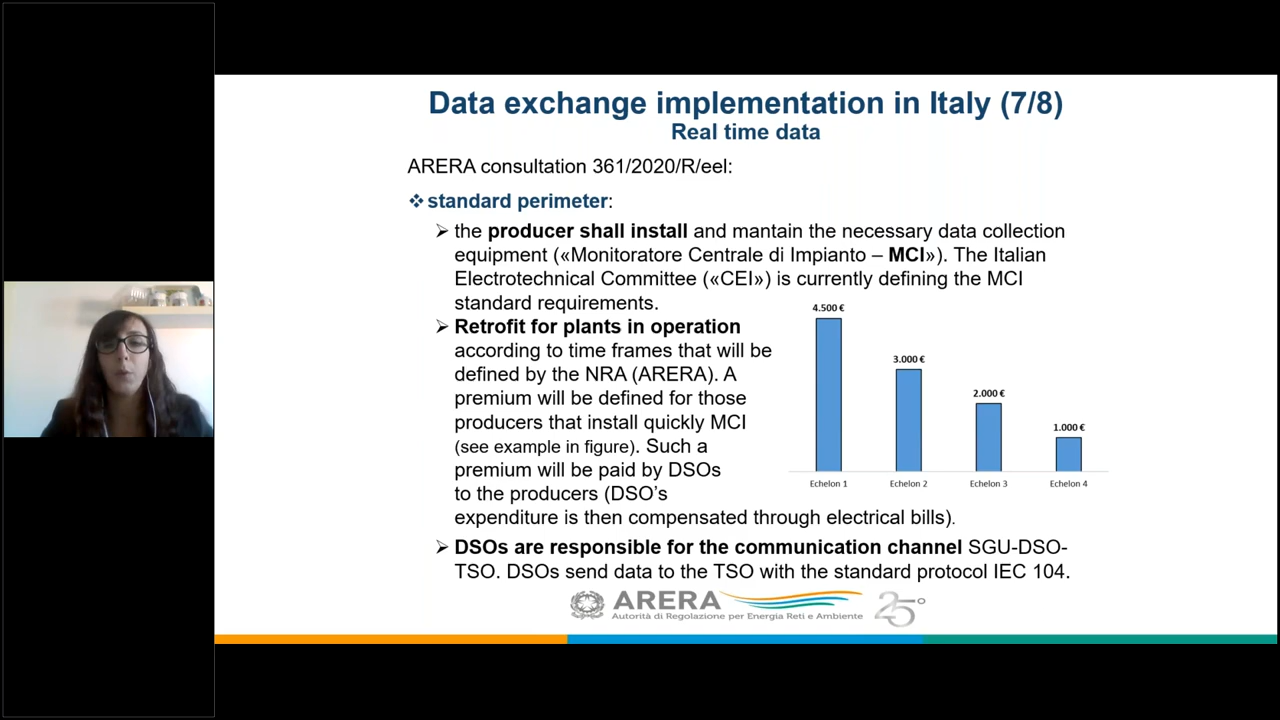 Data exchange implementation in Italy (7/8)
Real time data
ARERA consultation 361/2020/R/eel:
❖ standard perimeter:
➢ the producer shall install and mantain the necessary data collection
equipment («Monitoratore Centrale di Impianto – MCI»). The Italian
Electrotechnical Committee («CEI») is currently defining the MCI
standard requirements.
➢ Retrofit for plants in operation
according to time frames that will be
defined by the NRA (ARERA). A
premium will be defined for those
producers that install quickly MCI
(see example in figure). Such a
premium will be paid by DSOs
to the producers (DSO's
expenditure is then compensated through electrical bills).
4.500 €
3.000 €
2.000 €
1.000 €
Echelon 1
Echelon 2
Echelon 3
Echelon 4
➢ DSOs are responsible for the communication channel SGU-DSO-
TSO. DSOs send data to the TSO with the standard protocol IEC 104.
ARERA
Autorità di Regolazione per Energia Reti e Ambiente
25°